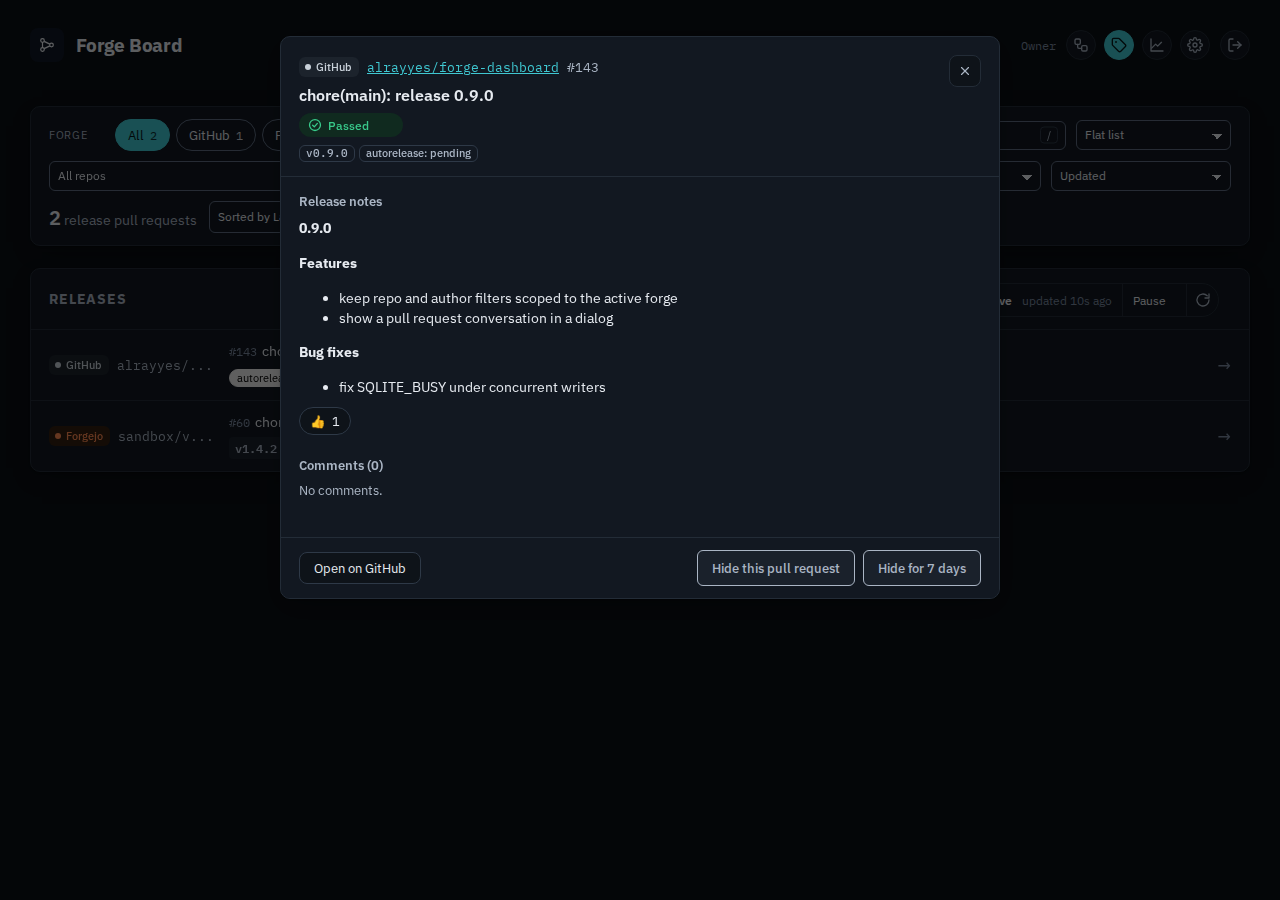 Forge Board
Owner
GitHub alrayyes/forge-dashboard #143
chore(main): release 0.9.0
Passed
v0.9.0 autorelease: pending
Release notes
0.9.0
Features
keep repo and author filters scoped to the active forge
show a pull request conversation in a dialog
Bug fixes
fix SQLITE_BUSY under concurrent writers
👍 1
Comments (0)
No comments.
Open on GitHub Hide this pull request Hide for 7 days
FORGE All 2 GitHub 1 / Flat list
All repos Updated
2 release pull requests Sorted by
RELEASES updated 10s ago Pause
GitHub alrayyes/... #143
→
Forgejo sandbox/v... #60
v1.4.2 →